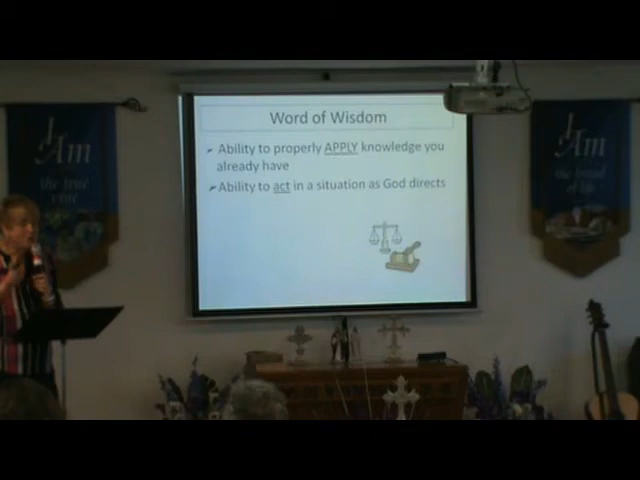 Word of Wisdom
Ability to properly APPLY knowledge you
already have
Ability to act in a situation as God directs
I
Am
the true
vine
I
Am
the bread
of life